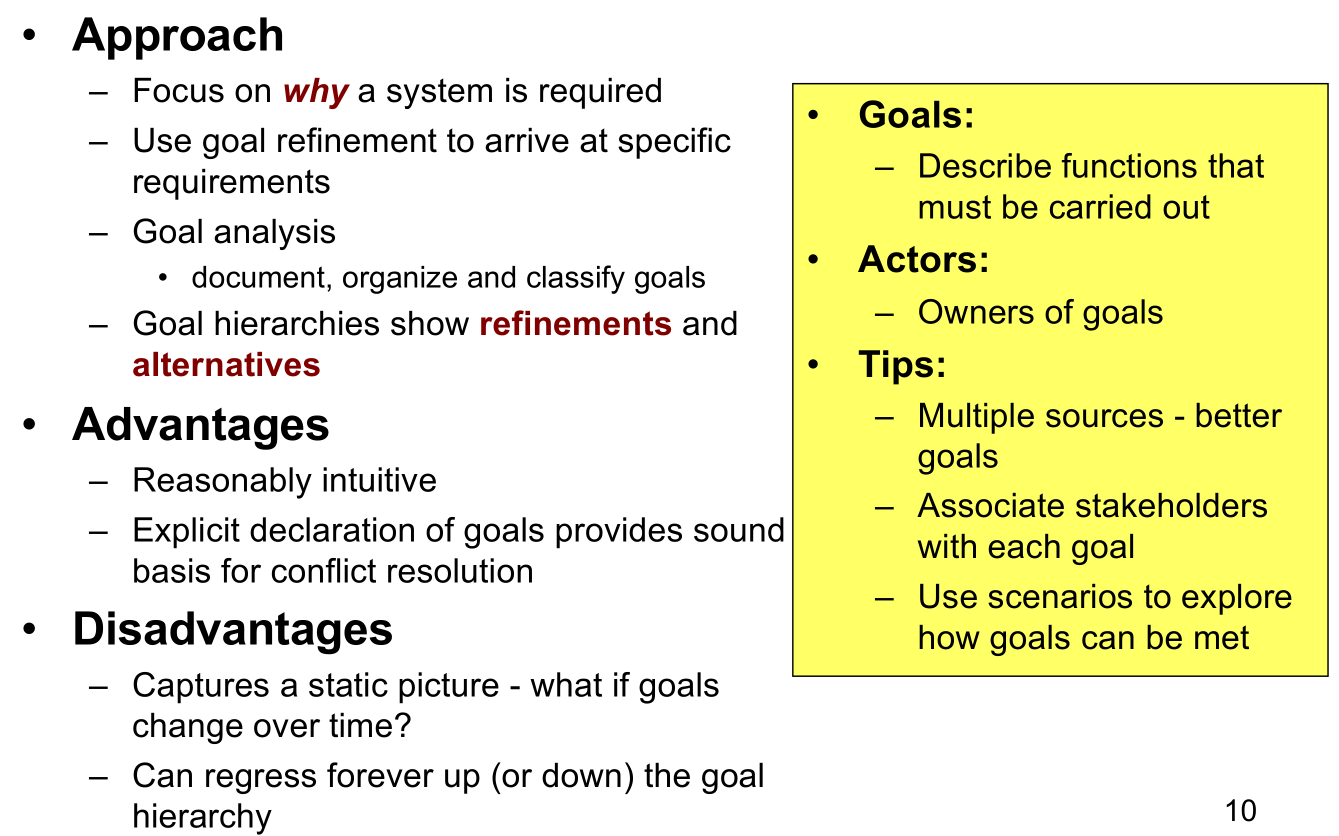 • Approach
– Focus on why a system is required
– Use goal refinement to arrive at specific
requirements
– Goal analysis
• document, organize and classify goals
– Goal hierarchies show refinements and
alternatives
• Advantages
– Reasonably intuitive
– Explicit declaration of goals provides sound
basis for conflict resolution
• Disadvantages
– Captures a static picture - what if goals
change over time?
– Can regress forever up (or down) the goal
hierarchy
• Goals:
– Describe functions that
must be carried out
• Actors:
– Owners of goals
• Tips:
– Multiple sources - better
goals
– Associate stakeholders
with each goal
– Use scenarios to explore
how goals can be met
10